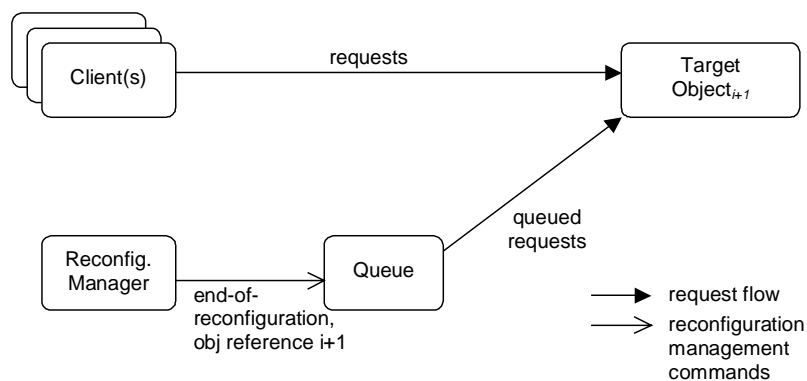 requests
Client(s)
Target
Object i+1
queued
requests
Reconfig.
Manager
Queue
end-of-
reconfiguration,
obj reference i+1
request flow
reconfiguration
management
commands